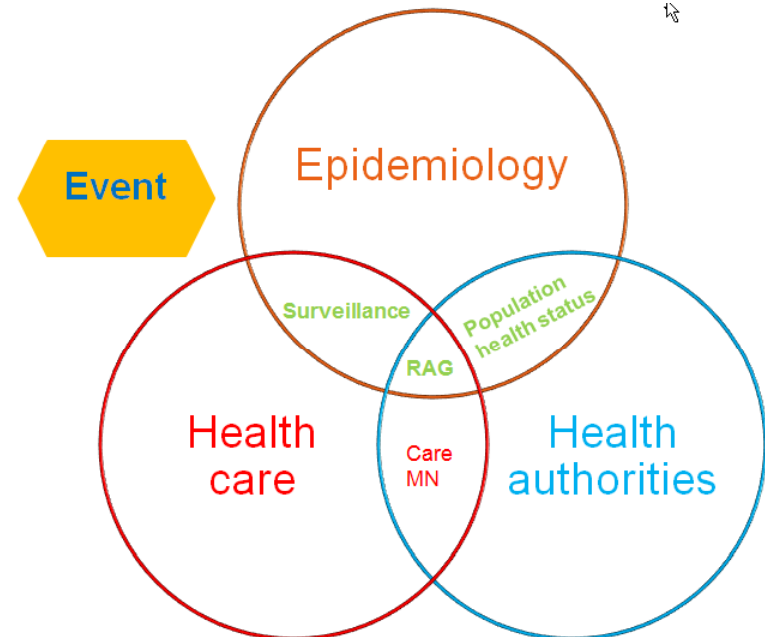 Epidemiology
Event
Surveillance
Population
health status
RAG
Health
care
Care
MN
Health
authorities